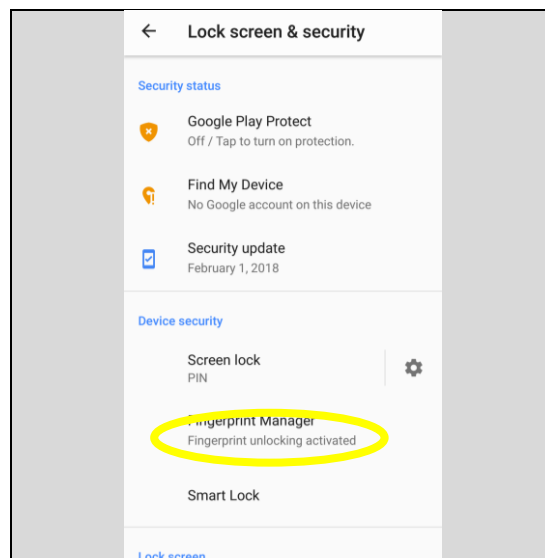 Lock screen & security
Security status
Google Play Protect
Off / Tap to turn on protection.
Find My Device
No Google account on this device
Security update
February 1, 2018
Device security
Screen lock
PIN
Fingerprint Manager
Fingerprint unlocking activated
Smart Lock
Lock screen